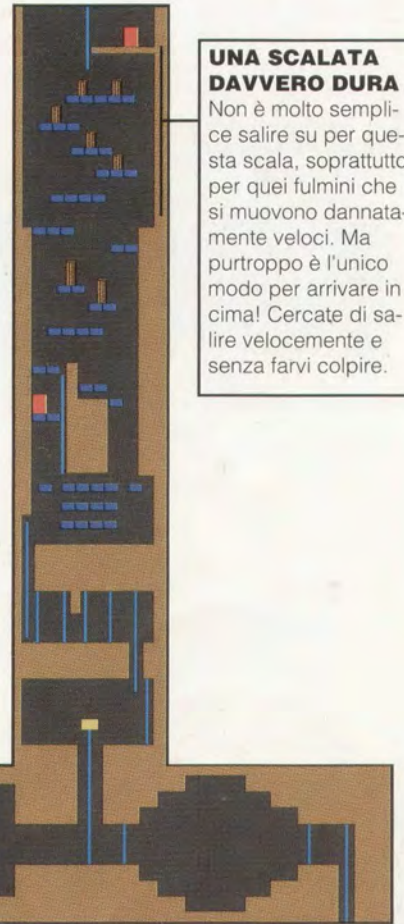 UNA SCALATA
DAVVERO DURA
Non è molto sempli-
ce salire su per que-
sta scala, soprattutto
per quei fulmini che
si muovono dannata-
mente veloci. Ma
purtroppo è l'unico
modo per arrivare in
cima! Cercate di sa-
lire velocemente e
senza farvi colpire.